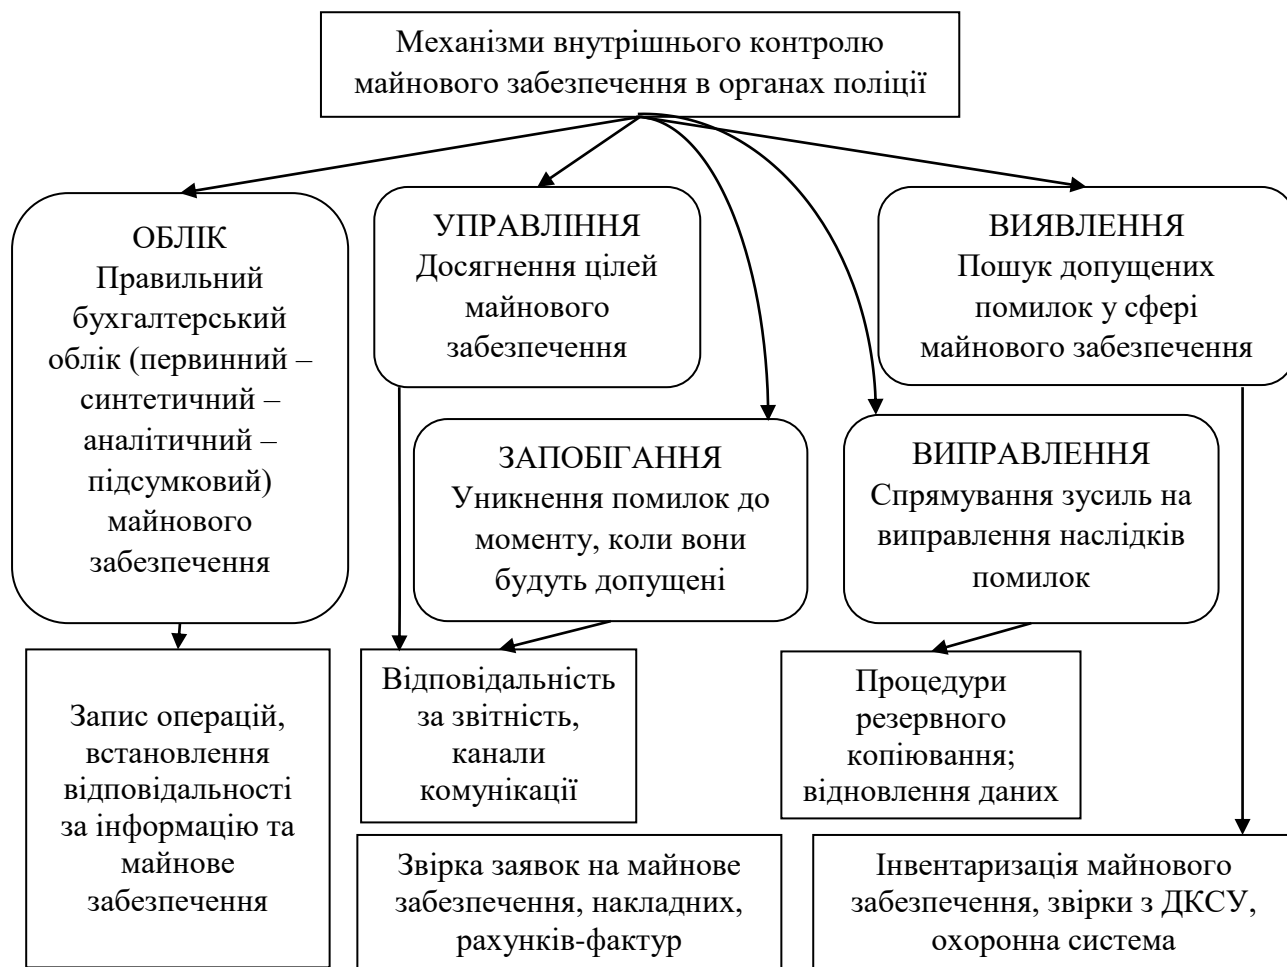 Механізми внутрішнього контролю
майнового забезпечення в органах поліції
ОБЛІК
Правильний
бухгалтерський
облік (первинний –
синтетичний –
аналітичний –
підсумковий)
майнового
забезпечення
УПРАВЛІННЯ
Досягнення цілей
майнового
забезпечення
ВИЯВЛЕННЯ
Пошук допущених
помилок у сфері
майнового забезпечення
ЗАПОБІГАННЯ
Уникнення помилок до
моменту, коли вони
будуть допущені
ВИПРАВЛЕННЯ
Спрямування зусиль на
виправлення наслідків
помилок
Запис операцій,
встановлення
відповідальності
за інформацію та
майнове
забезпечення
Відповідальність
за звітність,
канали
комунікації
Процедури
резервного
копіювання;
відновлення даних
Звірка заявок на майнове
забезпечення, накладних,
рахунків-фактур
Інвентаризація майнового
забезпечення, звірки з ДКСУ,
охоронна система